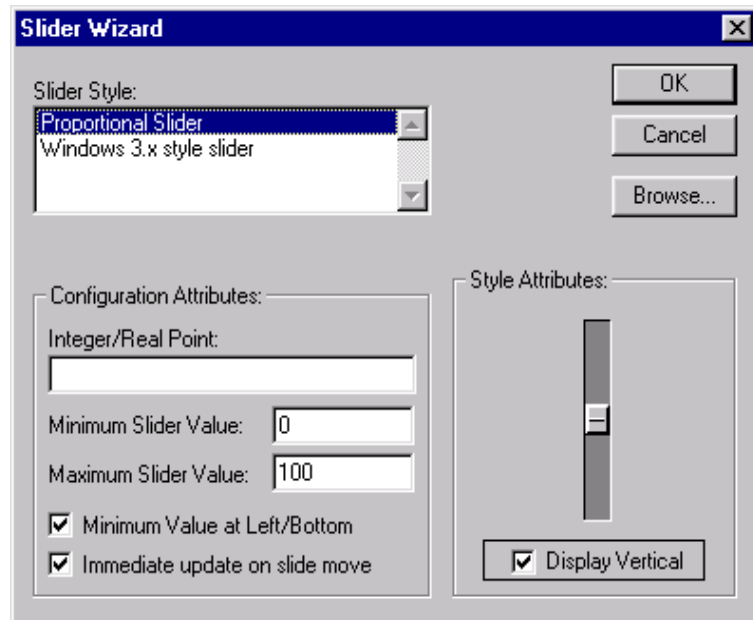 Slider Wizard
Slider Style:
Proportional Slider
Windows 3.x style slider
OK
Cancel
Browse...
Configuration Attributes:
Integer/Real Point:
Minimum Slider Value: 0
Maximum Slider Value: 100
Minimum Value at Left/Bottom
Immediate update on slide move
Style Attributes:
Display Vertical